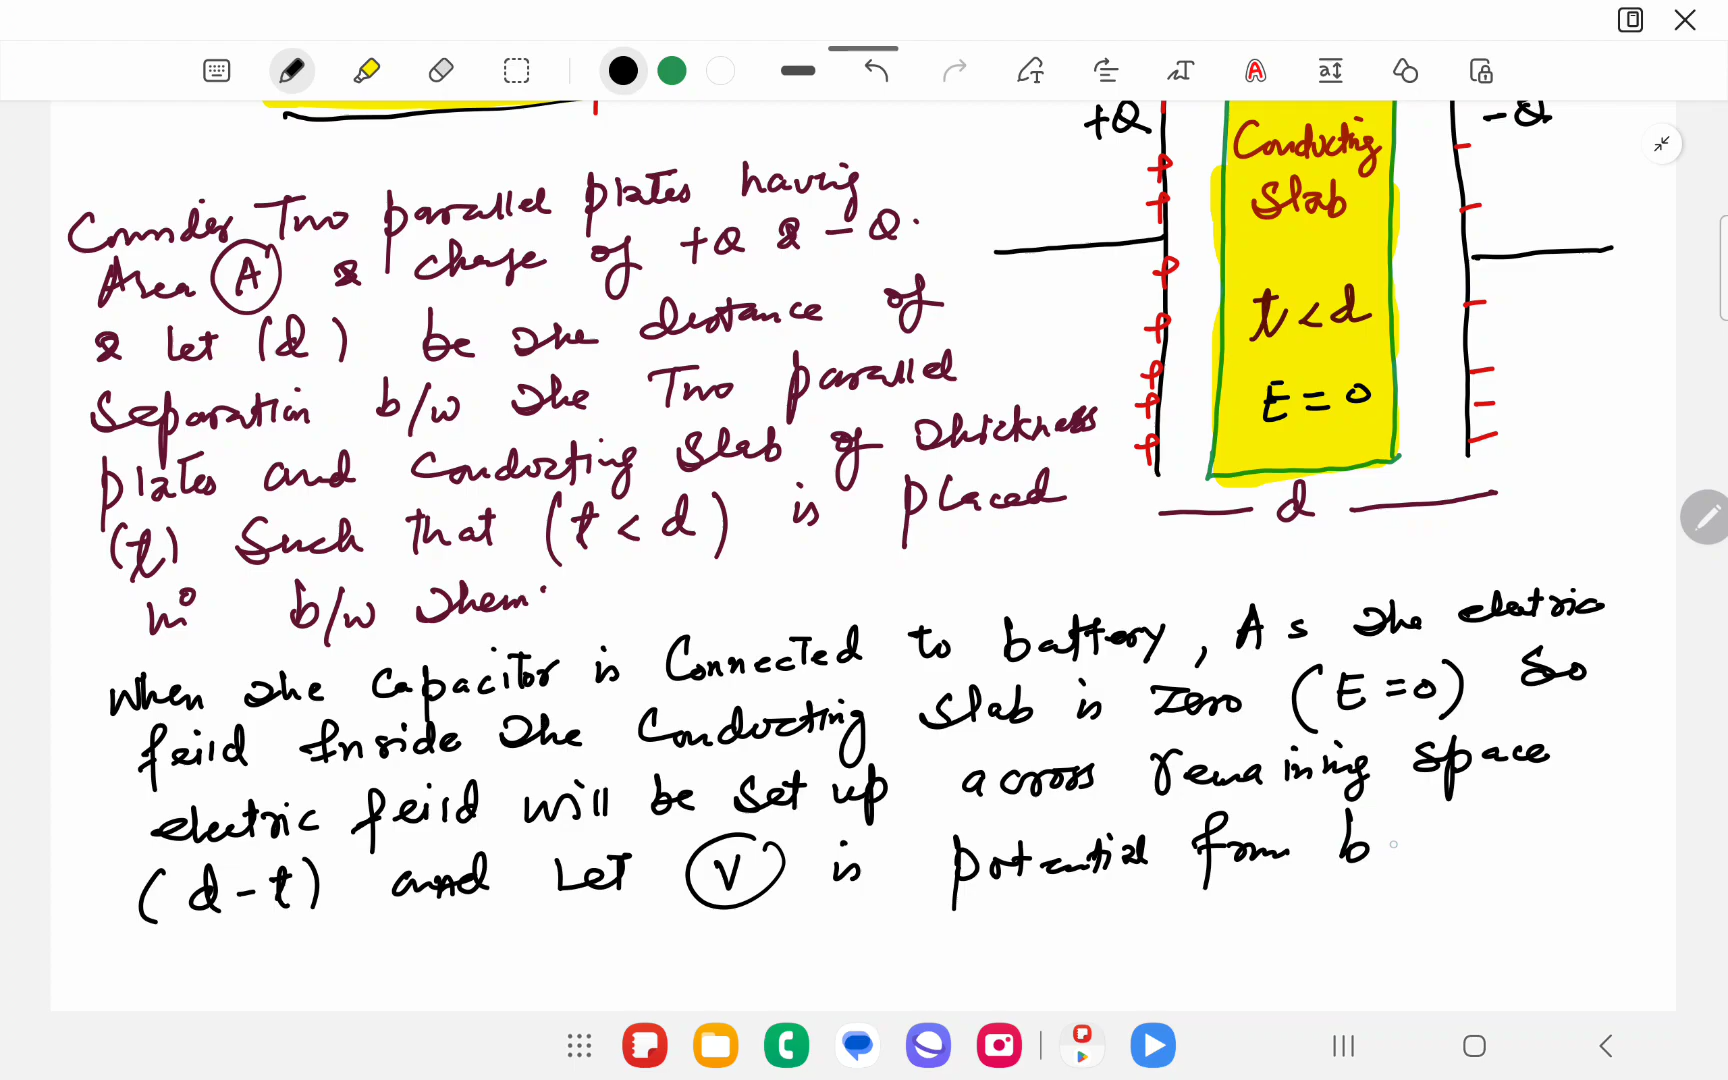 +Q
-Q
Conducting
Slab
t < d
E = 0
d
Consider Two parallel plates having
Area (A) & charge of +Q & -Q.
& Let (d) be the distance of
Separation b/w the Two parallel
plates and Conducting Slab of thickness
(t) Such that (t < d) is placed
in b/w them.
When the Capacitor is Connected to battery, As the eletric
feild Inside the Conducting Slab is zero (E = 0) So
electric feild will be set up across remaining space
(d - t) and Let (V) is potential from b